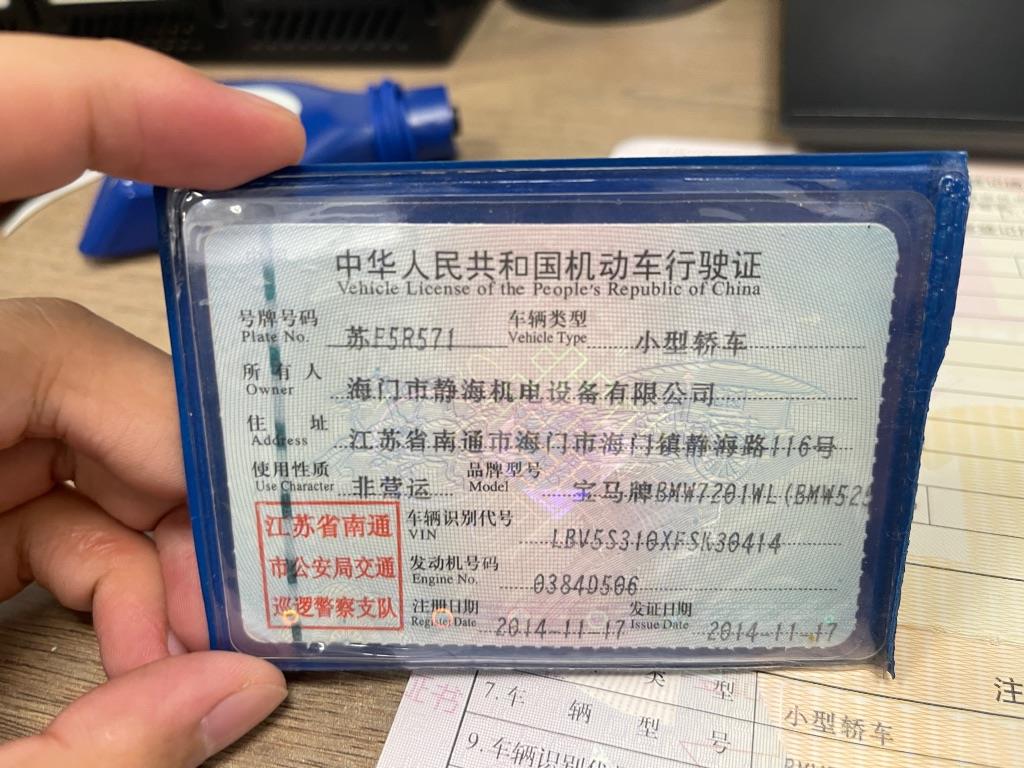 中华人民共和国机动车行驶证
Vehicle License of the People's Republic of China
号牌号码 苏F5R571 车辆类型 小型轿车
Plate No. Vehicle Type
所有人 海门市静海机电设备有限公司
Owner
住址 江苏省南通市海门市海门镇静海路116号
Address
使用性质 非营运 品牌型号 宝马牌BMW7201WL(BMW525
Use Character Model
江苏省南通
市公安局交通
巡逻警察支队
车辆识别代号 LBV5S310XFSK30414
VIN
发动机号码 0384D506
Engine No.
注册日期 2014-11-17 发证日期 2014-11-17
Register Date Issue Date
证书
类型
注
7.车辆型号 小型轿车
9.车辆识别代